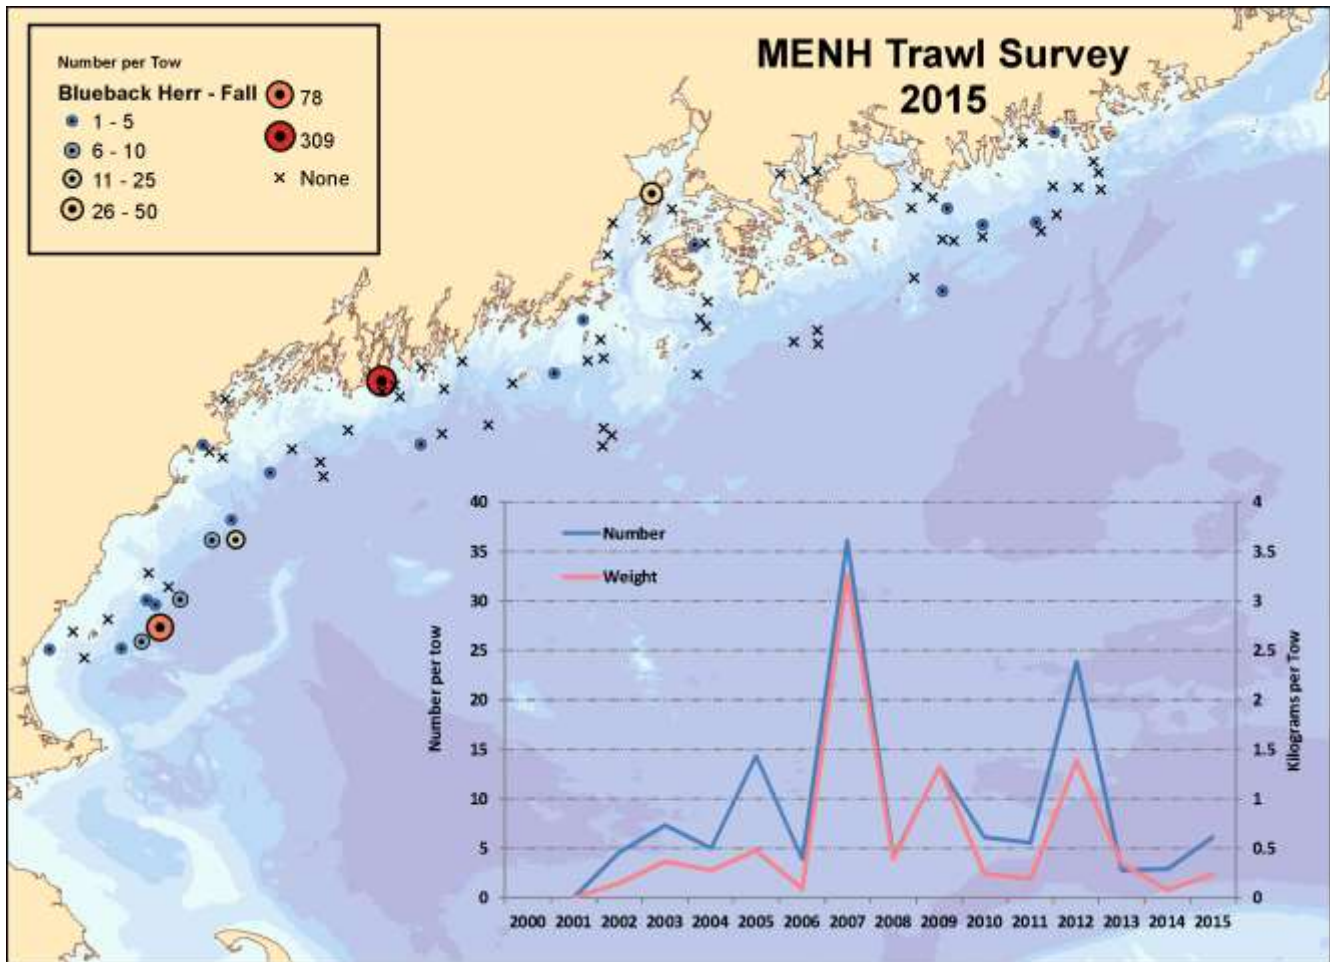 MENH Trawl Survey
2015
Number per Tow
Blueback Herr - Fall
1 - 5
6 - 10
11 - 25
26 - 50
78
309
None
40
35
30
25
20
15
10
5
0
Number per tow
Number
Weight
4
3.5
3
2.5
2
1.5
1
0.5
0
Kilograms per Tow
2000 2001 2002 2003 2004 2005 2006 2007 2008 2009 2010 2011 2012 2013 2014 2015